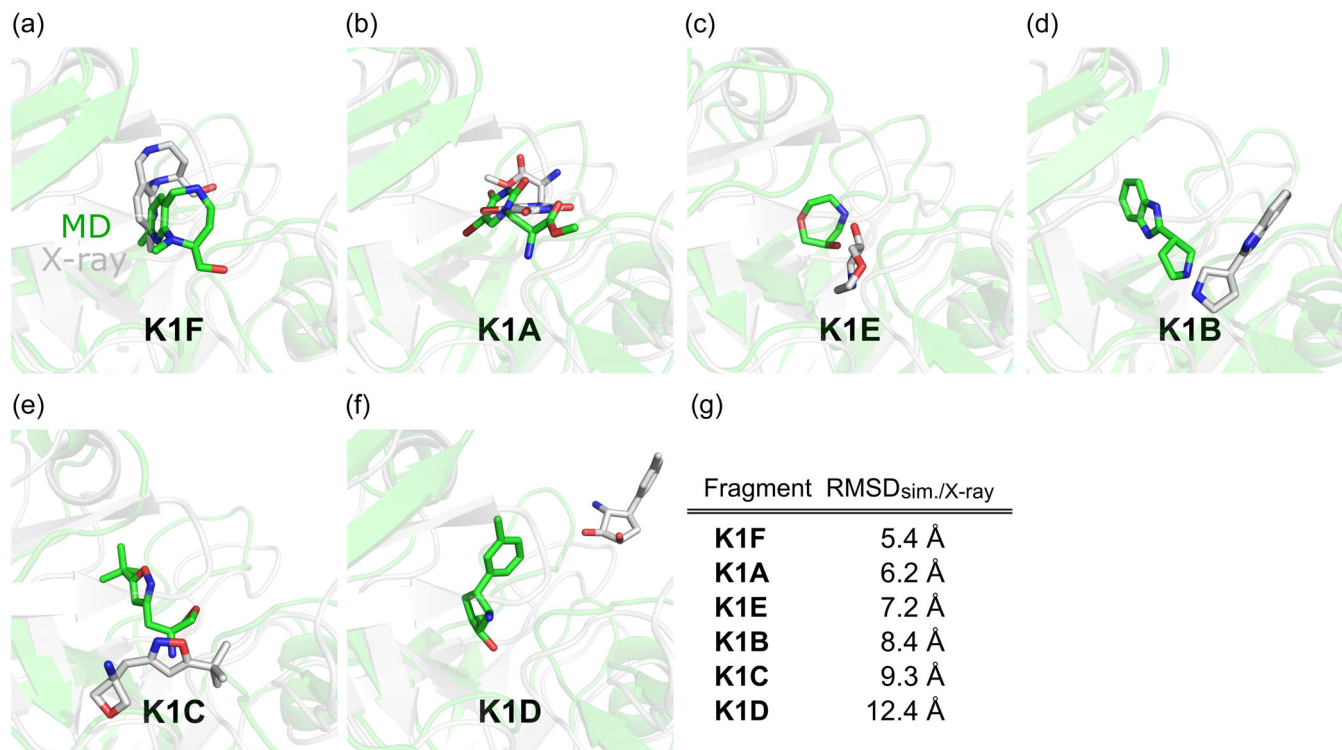 (a)
(b)
(c)
(d)
MD
X-ray
K1F
K1A
K1E
K1B
(e)
(f)
(g)
K1C
K1D
Fragment RMSDsim./X-ray
K1F 5.4 Å
K1A 6.2 Å
K1E 7.2 Å
K1B 8.4 Å
K1C 9.3 Å
K1D 12.4 Å